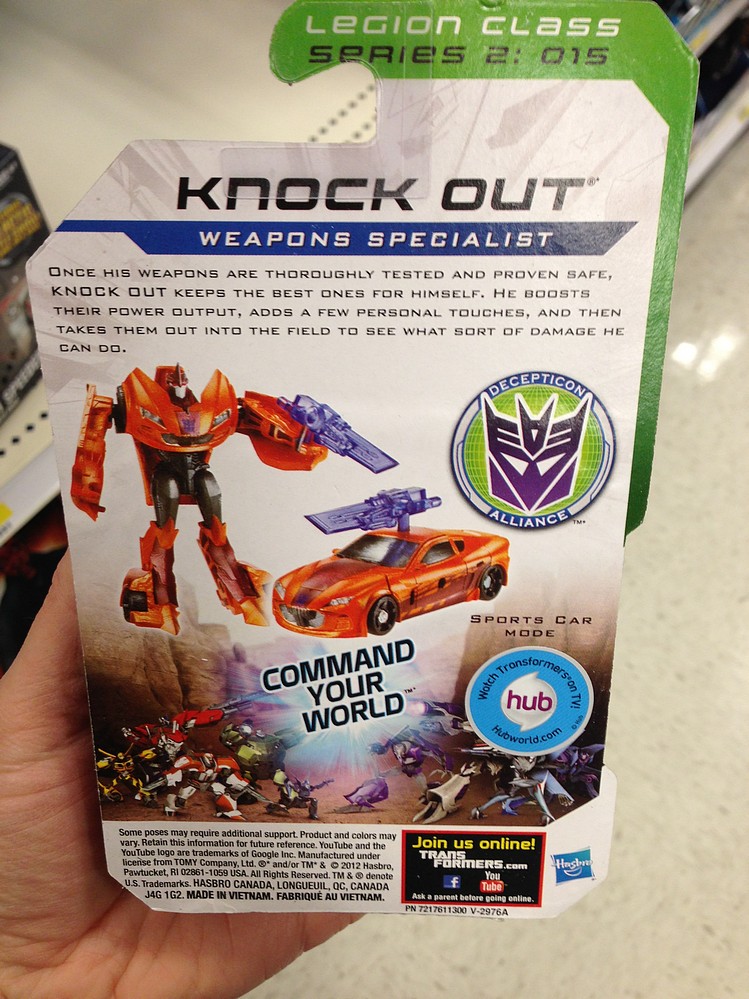 LEGION CLASS
SERIES 2: 015
KNOCK OUT®*
WEAPONS SPECIALIST
ONCE HIS WEAPONS ARE THOROUGHLY TESTED AND PROVEN SAFE,
KNOCK OUT KEEPS THE BEST ONES FOR HIMSELF. HE BOOSTS
THEIR POWER OUTPUT, ADDS A FEW PERSONAL TOUCHES, AND THEN
TAKES THEM OUT INTO THE FIELD TO SEE WHAT SORT OF DAMAGE HE
CAN DO.
DECEPTICON
ALLIANCE
TM*
SPORTS CAR
MODE
COMMAND
YOUR
WORLD™*
Watch Transformers® on TV!
hub
Hubworld.com
© Hub
Some poses may require additional support. Product and colors may
vary. Retain this information for future reference. YouTube and the
YouTube logo are trademarks of Google Inc. Manufactured under
license from TOMY Company, Ltd. ®* and/or TM* & © 2012 Hasbro,
Pawtucket, RI 02861-1059 USA. All Rights Reserved. TM & ® denote
U.S. Trademarks. HASBRO CANADA, LONGUEUIL, QC, CANADA
J4G 1G2. MADE IN VIETNAM. FABRIQUÉ AU VIETNAM.
Join us online!
TRANSFORMERS.com
f You Tube
Ask a parent before going online.
Hasbro
PN 7217611300 V-2976A